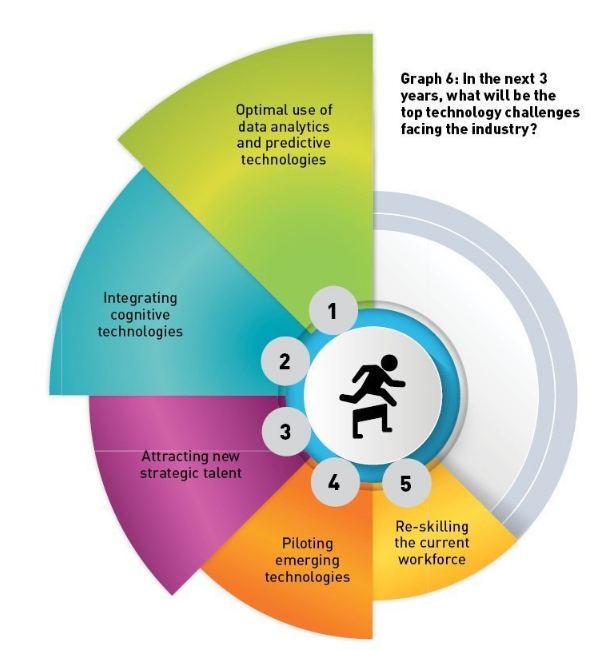 Graph 6: In the next 3
years, what will be the
top technology challenges
facing the industry?
Optimal use of
data analytics
and predictive
technologies
1
Integrating
cognitive
technologies
2
3
Attracting new
strategic talent
4
Piloting
emerging
technologies
5
Re-skilling
the current
workforce